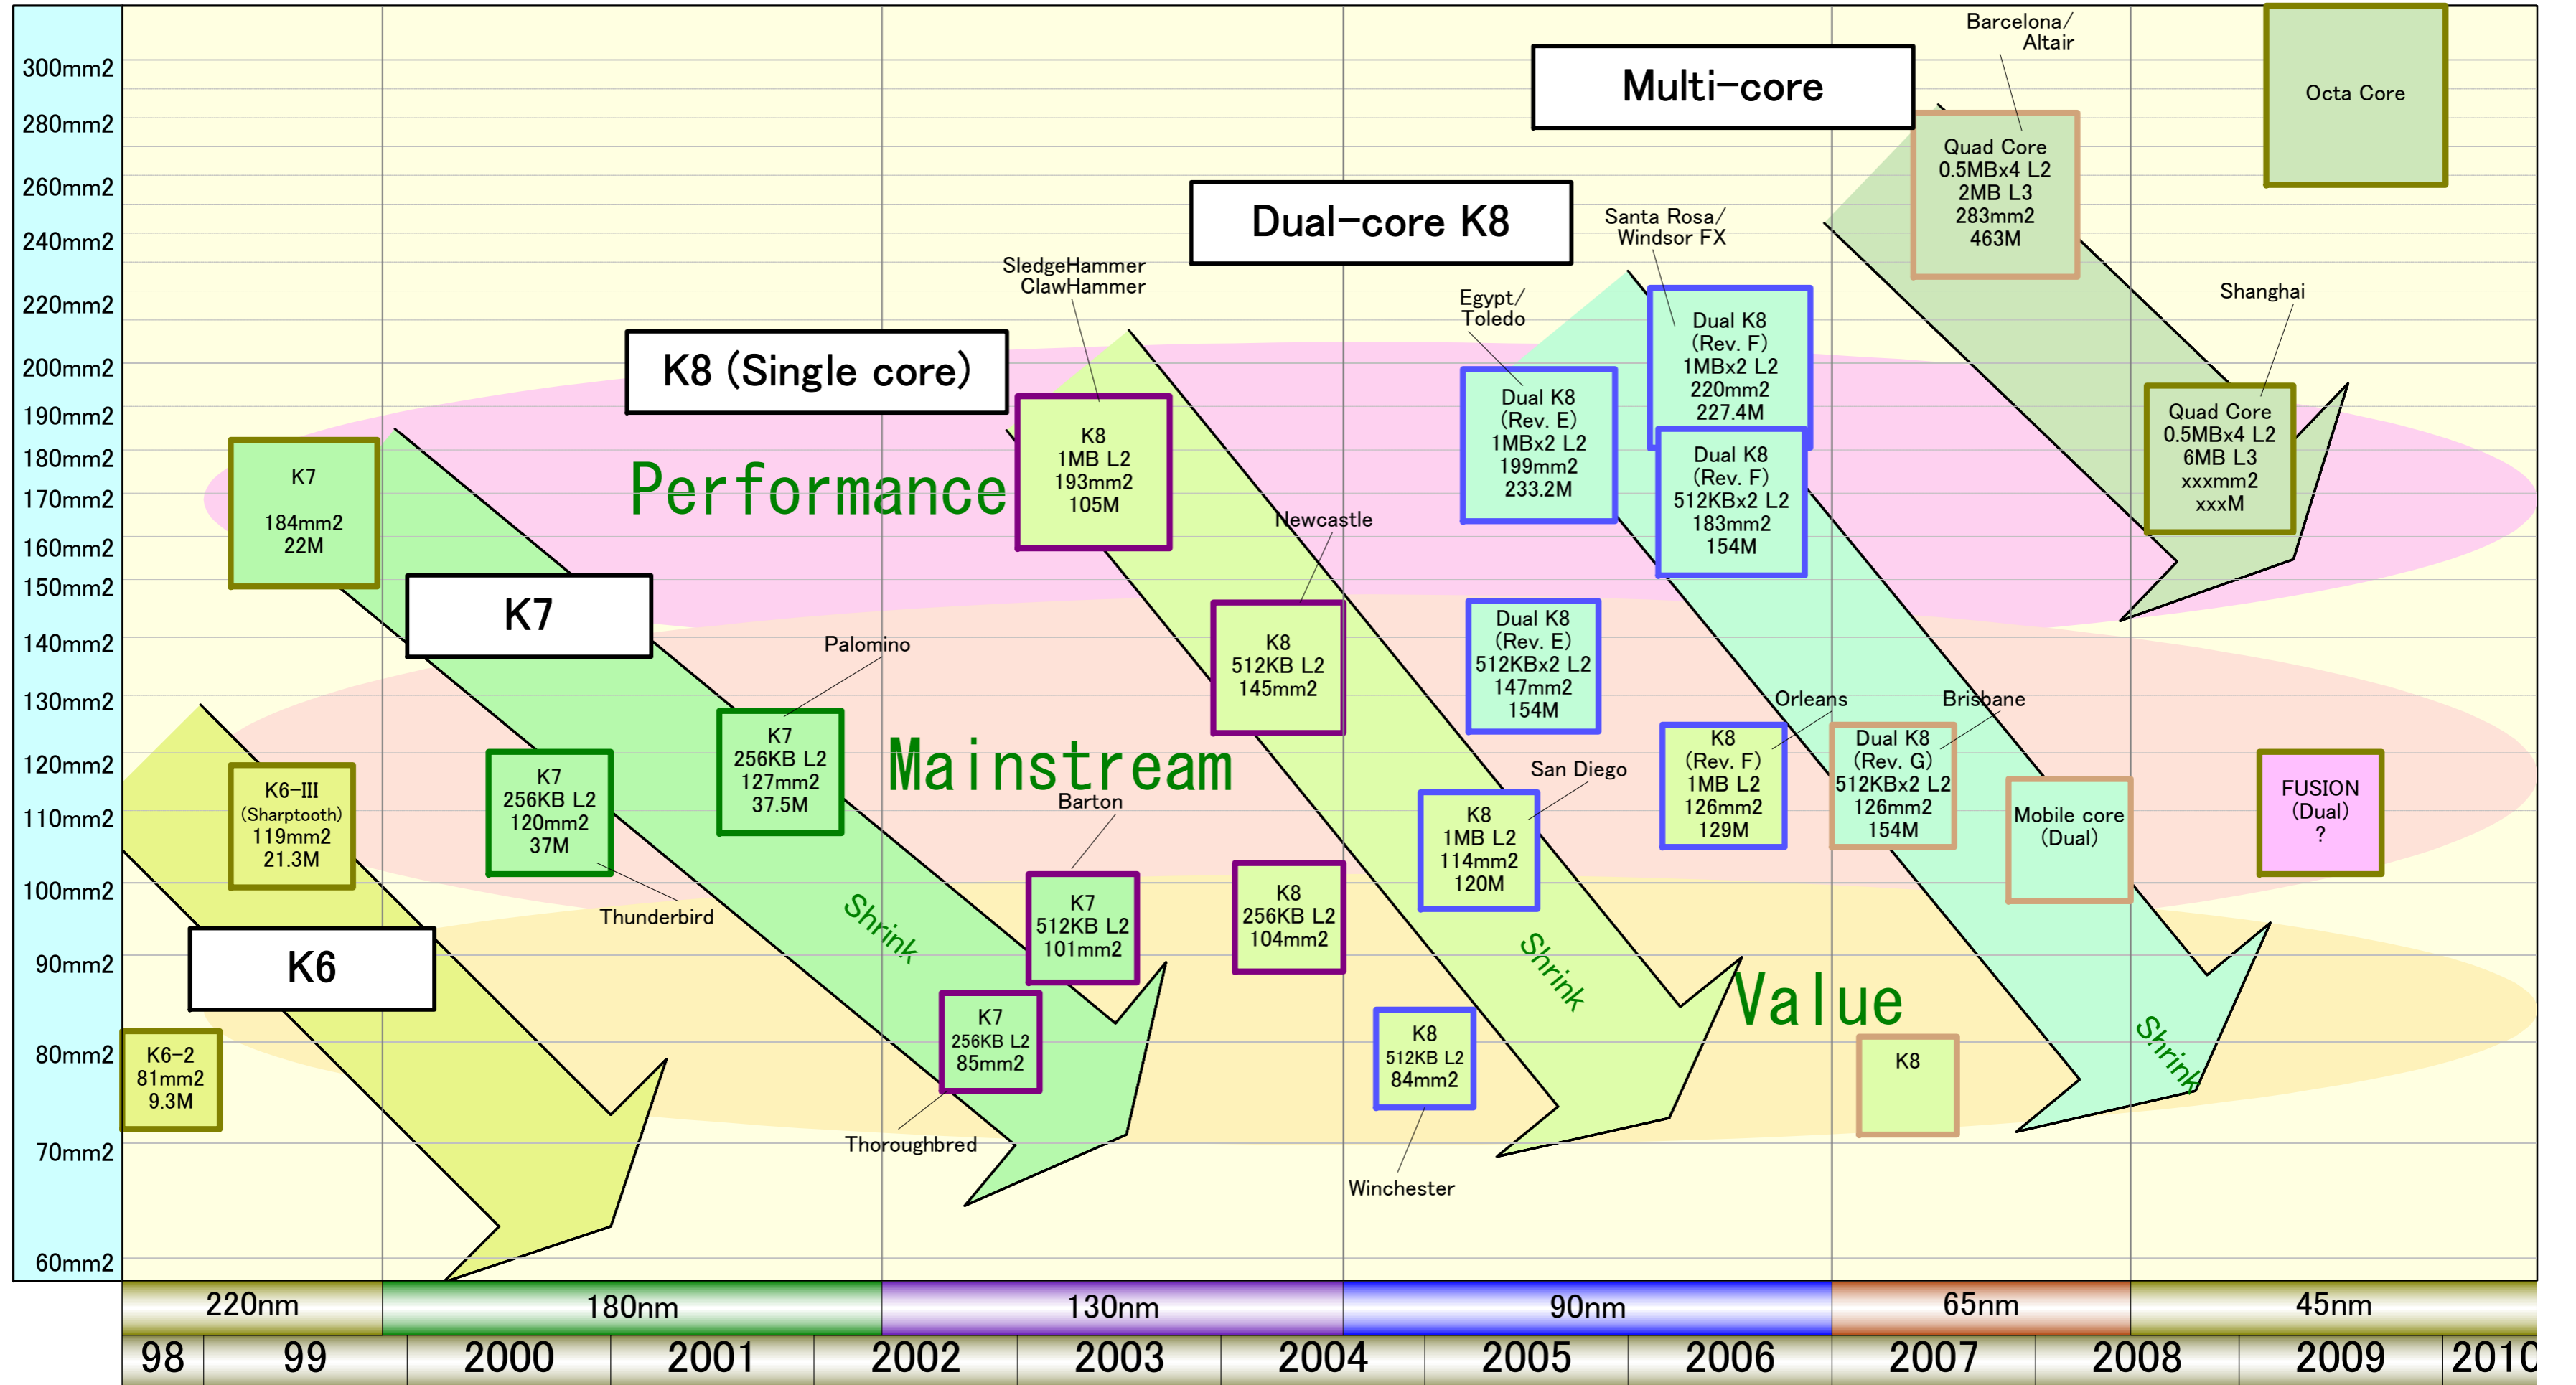 300mm2
280mm2
260mm2
240mm2
220mm2
200mm2
190mm2
180mm2
170mm2
160mm2
150mm2
140mm2
130mm2
120mm2
110mm2
100mm2
90mm2
80mm2
70mm2
60mm2
Multi-core
Barcelona/
Altair
Octa Core
Quad Core
0.5MBx4 L2
2MB L3
283mm2
463M
Dual-core K8
Santa Rosa/
Windsor FX
SledgeHammer
ClawHammer
Egypt/
Toledo
Shanghai
K8 (Single core)
Dual K8
(Rev. F)
1MBx2 L2
220mm2
227.4M
Dual K8
(Rev. E)
1MBx2 L2
199mm2
233.2M
Quad Core
0.5MBx4 L2
6MB L3
xxxmm2
xxxM
K8
1MB L2
193mm2
105M
Dual K8
(Rev. F)
512KBx2 L2
183mm2
154M
K7
184mm2
22M
Performance
Newcastle
K7
Palomino
K8
512KB L2
145mm2
Dual K8
(Rev. E)
512KBx2 L2
147mm2
154M
Orleans
Brisbane
K7
256KB L2
127mm2
37.5M
Mainstream
K8
(Rev. F)
1MB L2
126mm2
129M
Dual K8
(Rev. G)
512KBx2 L2
126mm2
154M
K6-III
(Sharptooth)
119mm2
21.3M
K7
256KB L2
120mm2
37M
San Diego
Barton
K8
1MB L2
114mm2
120M
Mobile core
(Dual)
FUSION
(Dual)
?
Thunderbird
Shrink
K7
512KB L2
101mm2
K8
256KB L2
104mm2
Shrink
K6
Value
K6-2
81mm2
9.3M
K7
256KB L2
85mm2
K8
512KB L2
84mm2
K8
Shrink
Thoroughbred
Winchester
220nm
180nm
130nm
90nm
65nm
45nm
98
99
2000
2001
2002
2003
2004
2005
2006
2007
2008
2009
2010